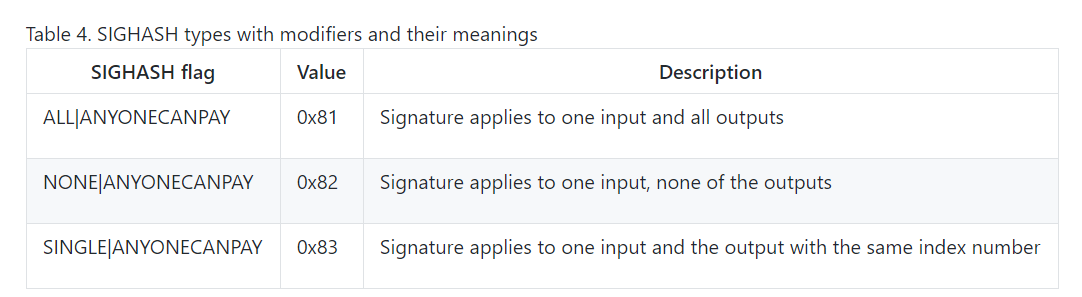 Table 4. SIGHASH types with modifiers and their meanings
SIGHASH flag Value Description
ALL|ANYONECANPAY 0x81 Signature applies to one input and all outputs
NONE|ANYONECANPAY 0x82 Signature applies to one input, none of the outputs
SINGLE|ANYONECANPAY 0x83 Signature applies to one input and the output with the same index number